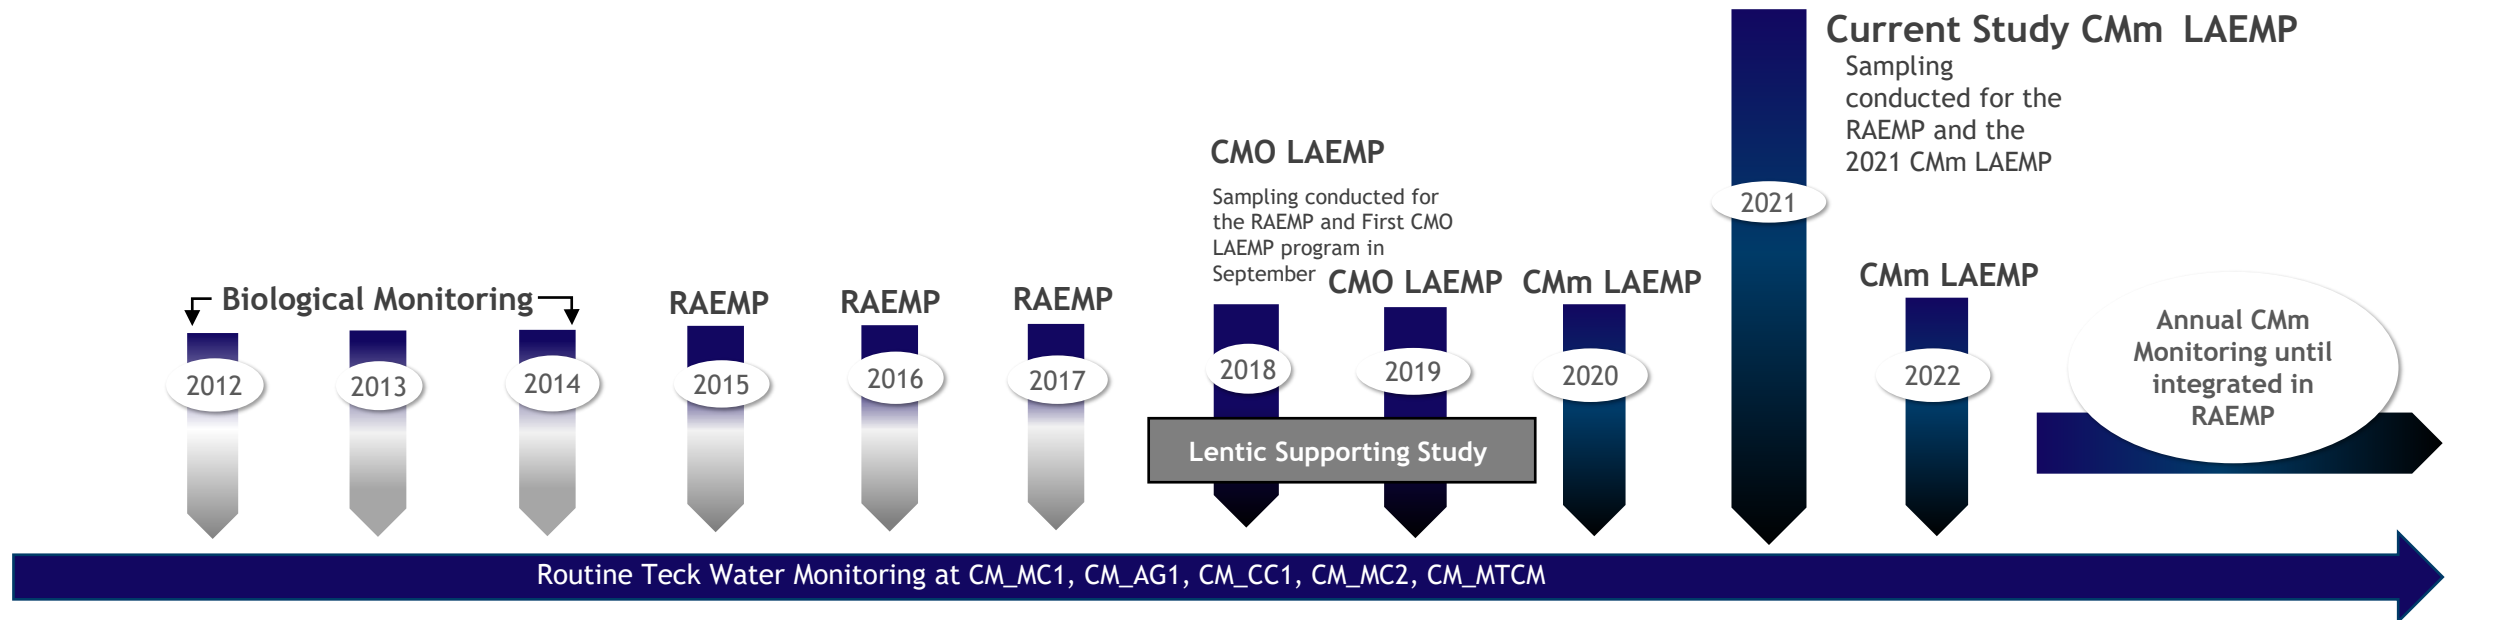 Current Study CMm LAEMP
Sampling
conducted for the
RAEMP and the
2021 CMm LAEMP
2021
CMO LAEMP
Sampling conducted for
the RAEMP and First CMO
LAEMP program in
September
Biological Monitoring
RAEMP
RAEMP
RAEMP
CMO LAEMP
CMm LAEMP
CMm LAEMP
2012
2013
2014
2015
2016
2017
2018
2019
2020
2022
Annual CMm
Monitoring until
integrated in
RAEMP
Lentic Supporting Study
Routine Teck Water Monitoring at CM_MC1, CM_AG1, CM_CC1, CM_MC2, CM_MTCM